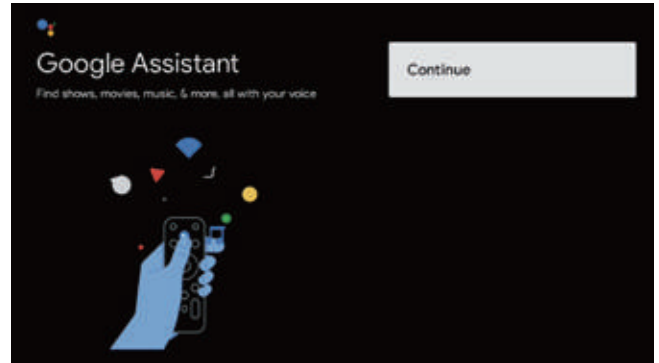 Google Assistant
Find shows, movies, music, & more, all with your voice
Continue